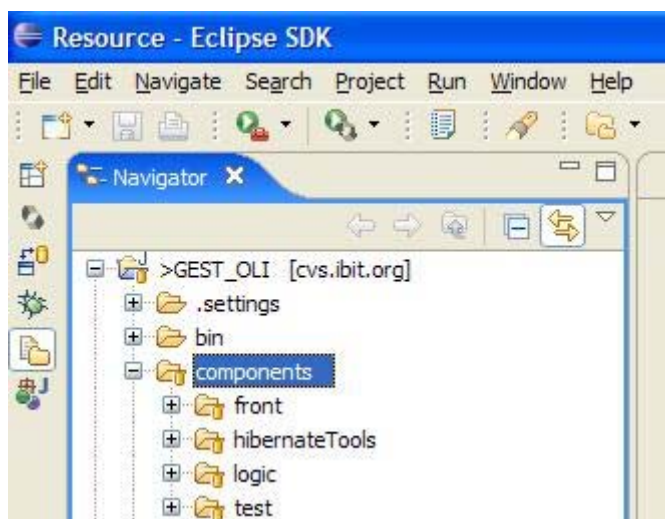 Resource - Eclipse SDK
File Edit Navigate Search Project Run Window Help
Navigator
>GEST_OLI [cvs.ibit.org]
.settings
bin
components
front
hibernateTools
logic
test